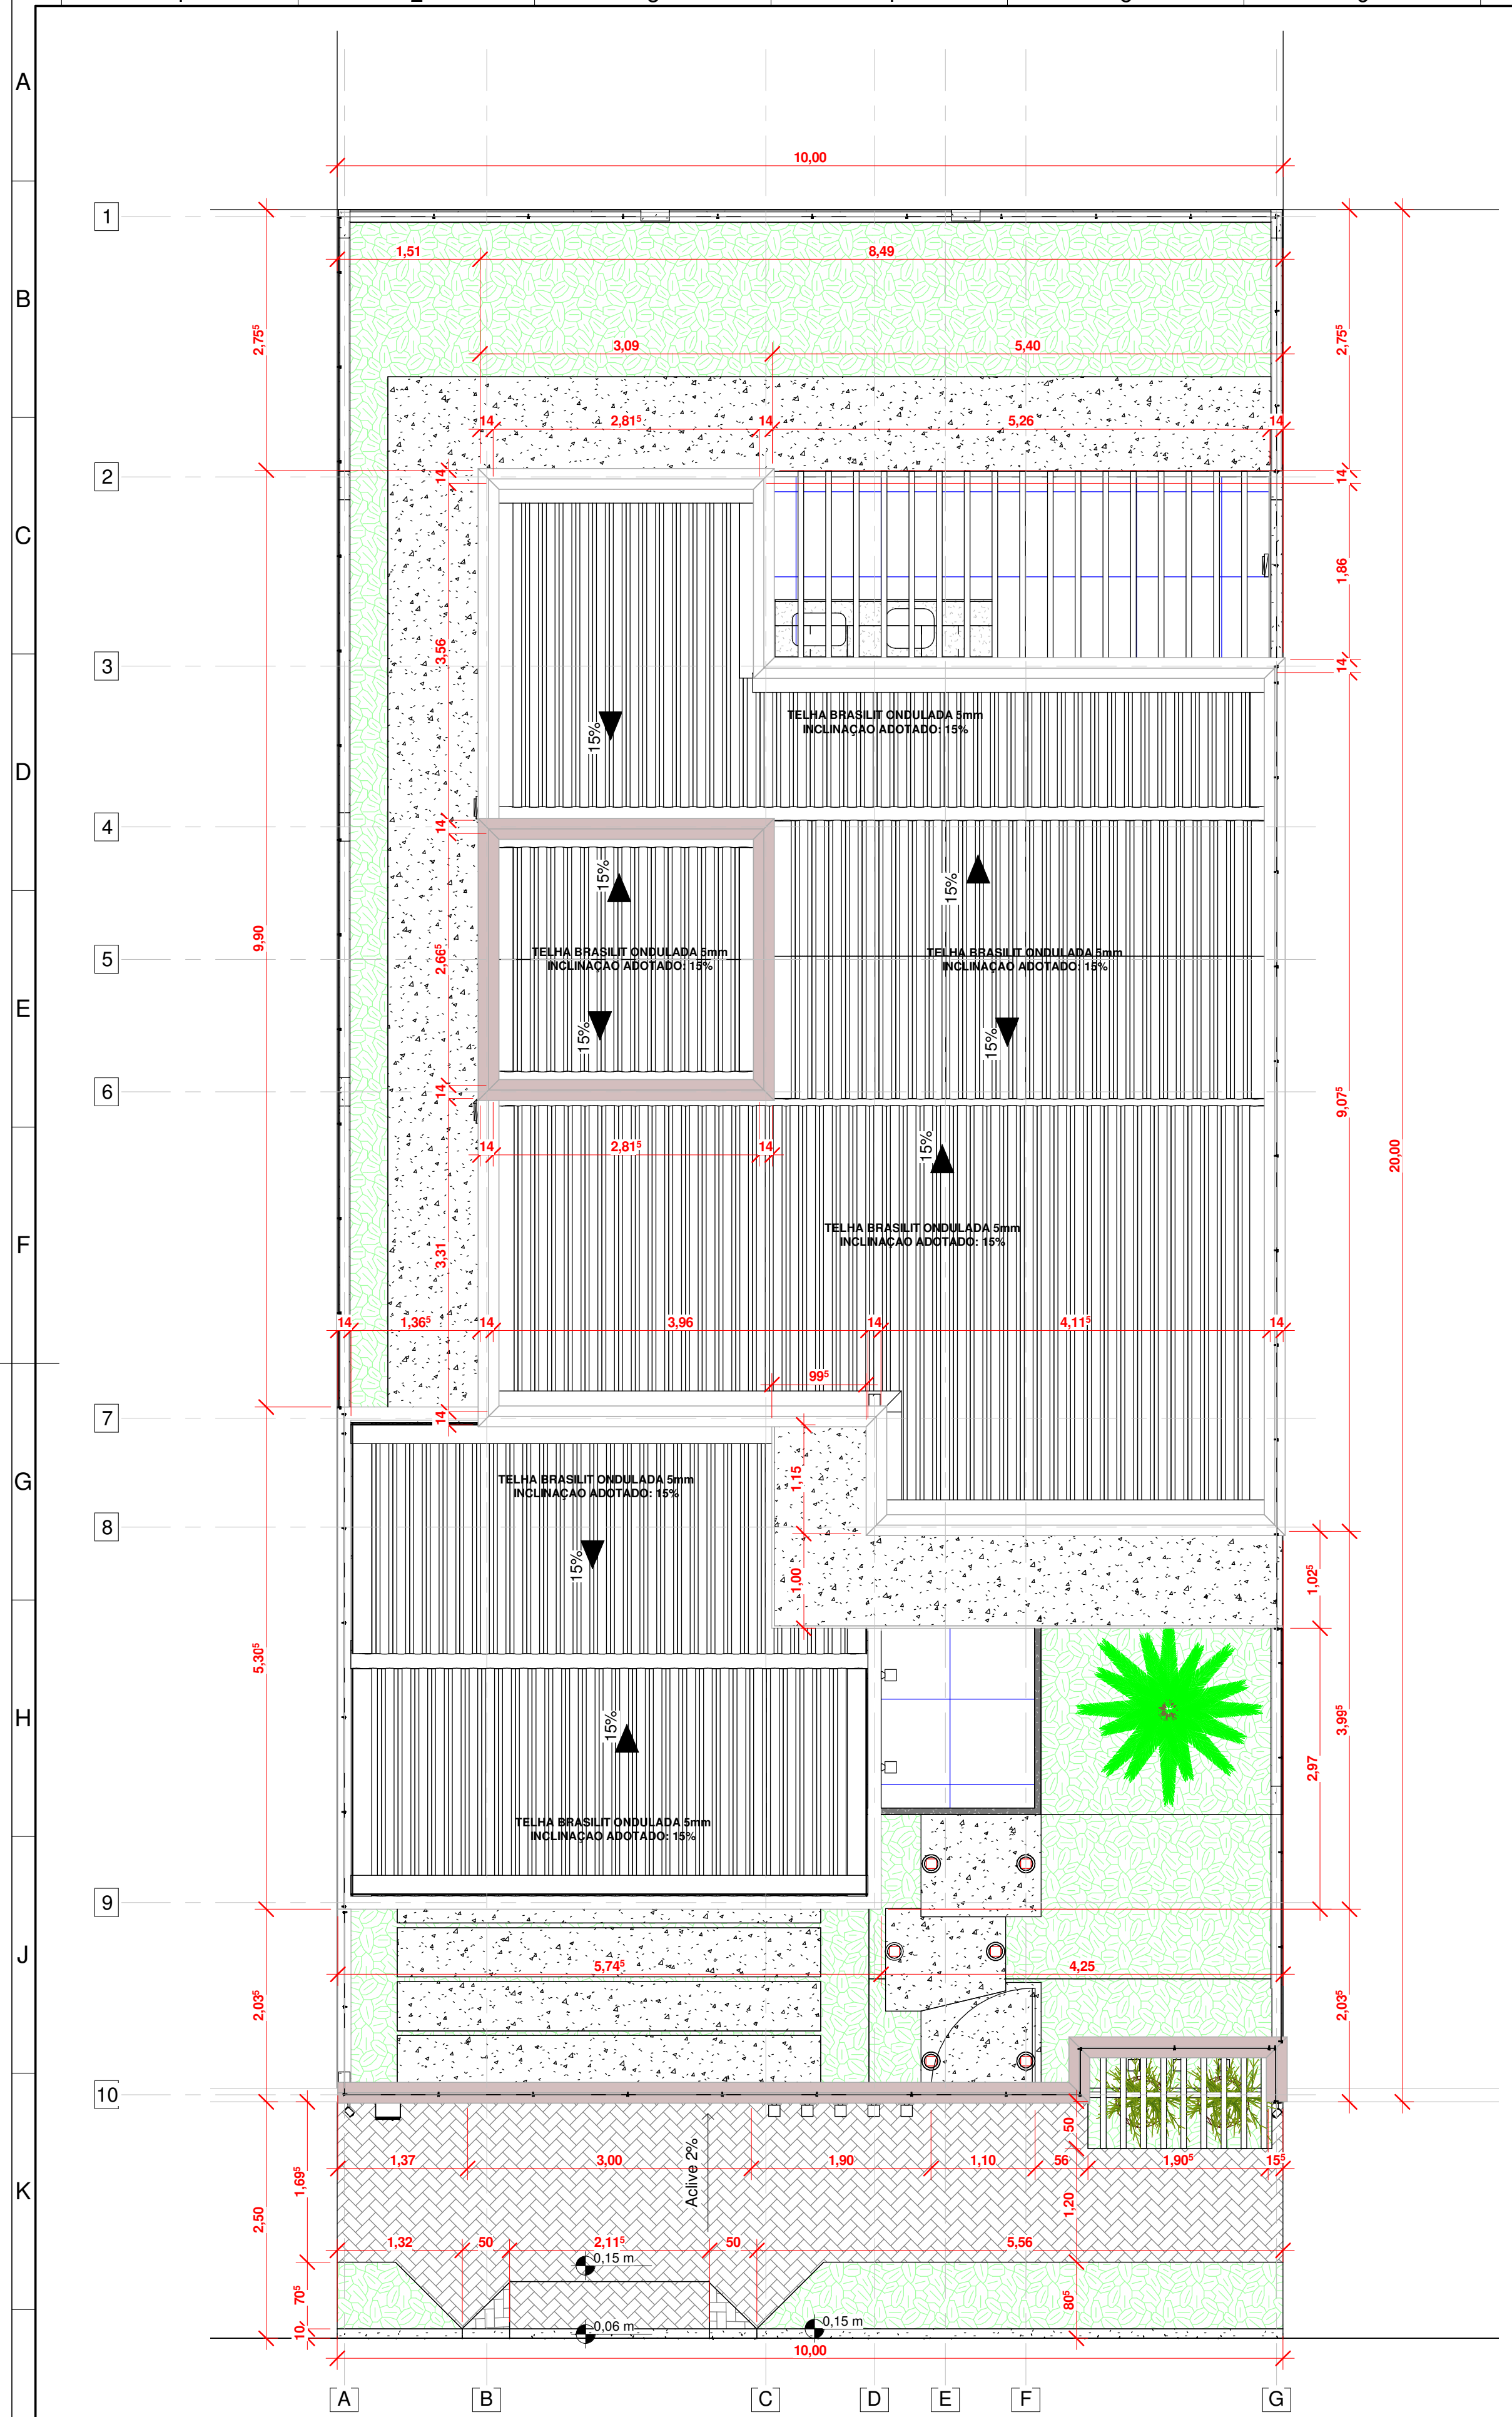 A
10,00
1
1,51
8,49
B
2,75⁵
2,75⁵
3,09
5,40
14
2,81⁵
14
5,26
14
2
14
14
C
1,86
3,56
3
14
TELHA BRASILIT ONDULADA 5mm
INCLINAÇAO ADOTADO: 15%
15%
D
4
14
15%
15%
9,90
5
2,66⁵
TELHA BRASILIT ONDULADA 5mm
INCLINAÇAO ADOTADO: 15%
TELHA BRASILIT ONDULADA 5mm
INCLINAÇAO ADOTADO: 15%
E
15%
15%
6
14
9,07⁵
20,00
14
2,81⁵
14
15%
F
3,31
TELHA BRASILIT ONDULADA 5mm
INCLINAÇAO ADOTADO: 15%
14
1,36⁵
14
3,96
14
4,11⁵
14
99⁵
7
14
G
1,15
TELHA BRASILIT ONDULADA 5mm
INCLINAÇAO ADOTADO: 15%
8
15%
1,00
1,02⁵
5,30⁵
H
15%
3,99⁵
2,97
TELHA BRASILIT ONDULADA 5mm
INCLINAÇAO ADOTADO: 15%
9
J
5,74⁵
4,25
2,03⁵
2,03⁵
10
50
1,37
3,00
1,90
1,10
56
1,90⁵
15⁵
Aclive 2%
K
1,69⁵
2,50
1,20
1,32
50
2,11⁵
50
5,56
0,15 m
70⁵
80⁵
10
0,06 m
0,15 m
10,00
A
B
C
D
E
F
G